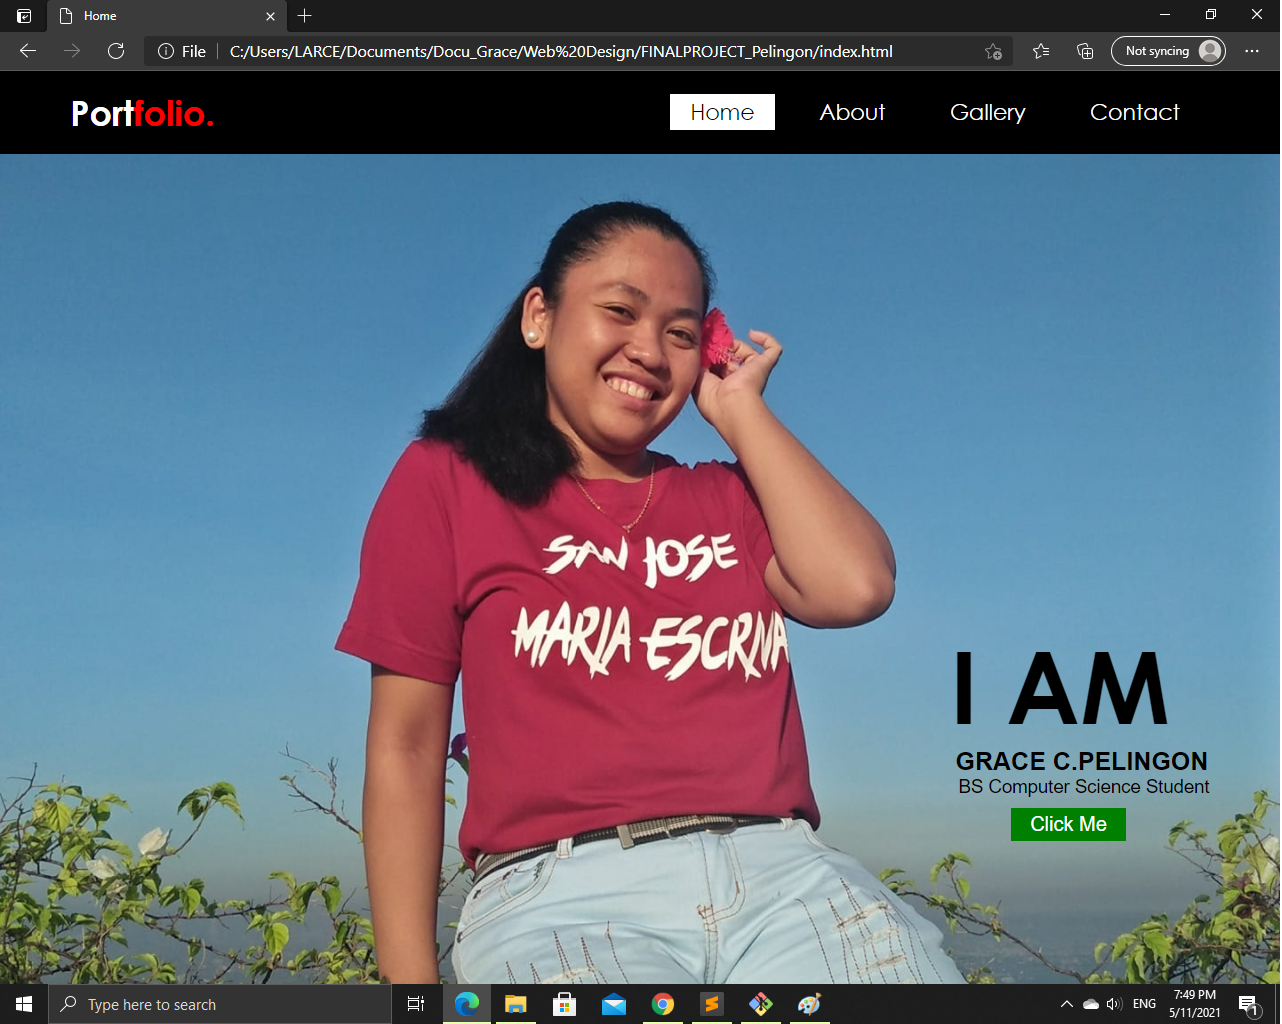 Home
File
C:/Users/LARCE/Documents/Docu_Grace/Web%20Design/FINALPROJECT_Pelingon/index.html
Not syncing
Portfolio.
Home
About
Gallery
Contact
SAN JOSE
MARIA ESCRIVA
I AM
GRACE C.PELINGON
BS Computer Science Student
Click Me
Type here to search
ENG
7:49 PM
5/11/2021
1